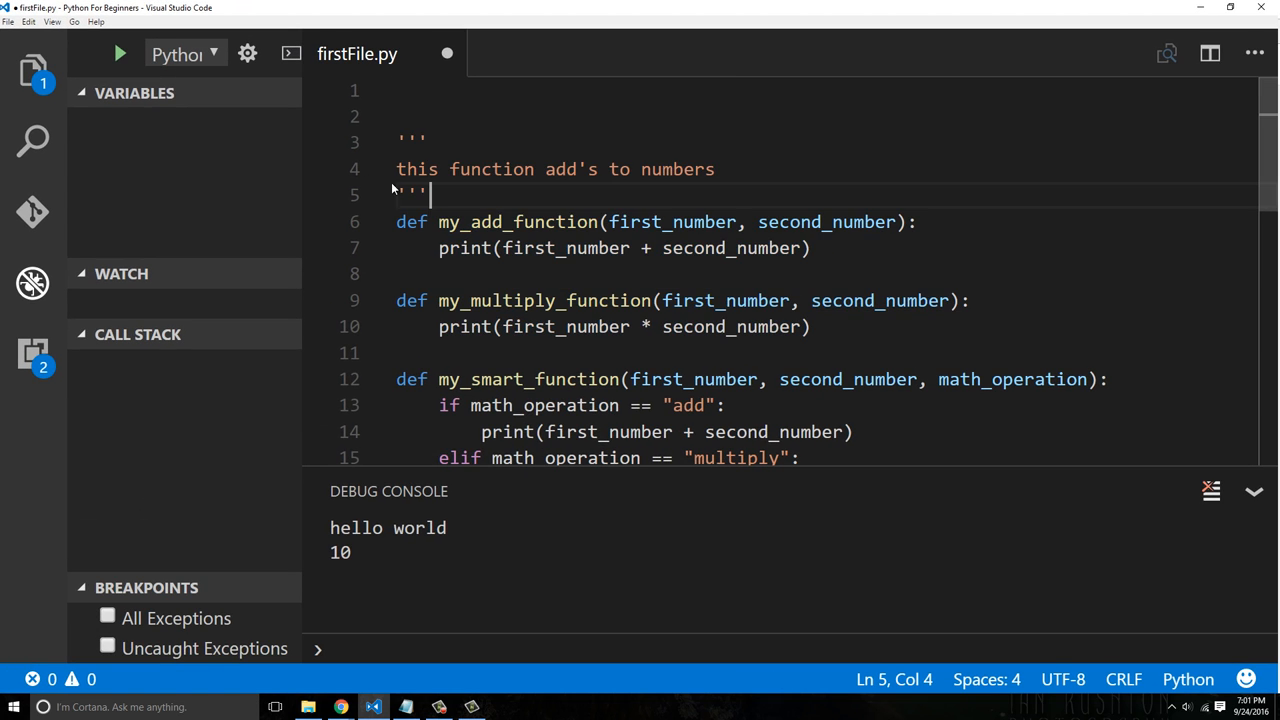 • firstFile.py - Python For Beginners - Visual Studio Code
File Edit View Go Help
Python
firstFile.py
1
VARIABLES
WATCH
CALL STACK
2
BREAKPOINTS
All Exceptions
Uncaught Exceptions
1
2
3 '''
4 this function add's to numbers
5 '''
6 def my_add_function(first_number, second_number):
7 print(first_number + second_number)
8
9 def my_multiply_function(first_number, second_number):
10 print(first_number * second_number)
11
12 def my_smart_function(first_number, second_number, math_operation):
13 if math_operation == "add":
14 print(first_number + second_number)
15 elif math_operation == "multiply":
DEBUG CONSOLE
hello world
10
0 0 Ln 5, Col 4 Spaces: 4 UTF-8 CRLF Python
I'm Cortana. Ask me anything.
7:01 PM
9/24/2016